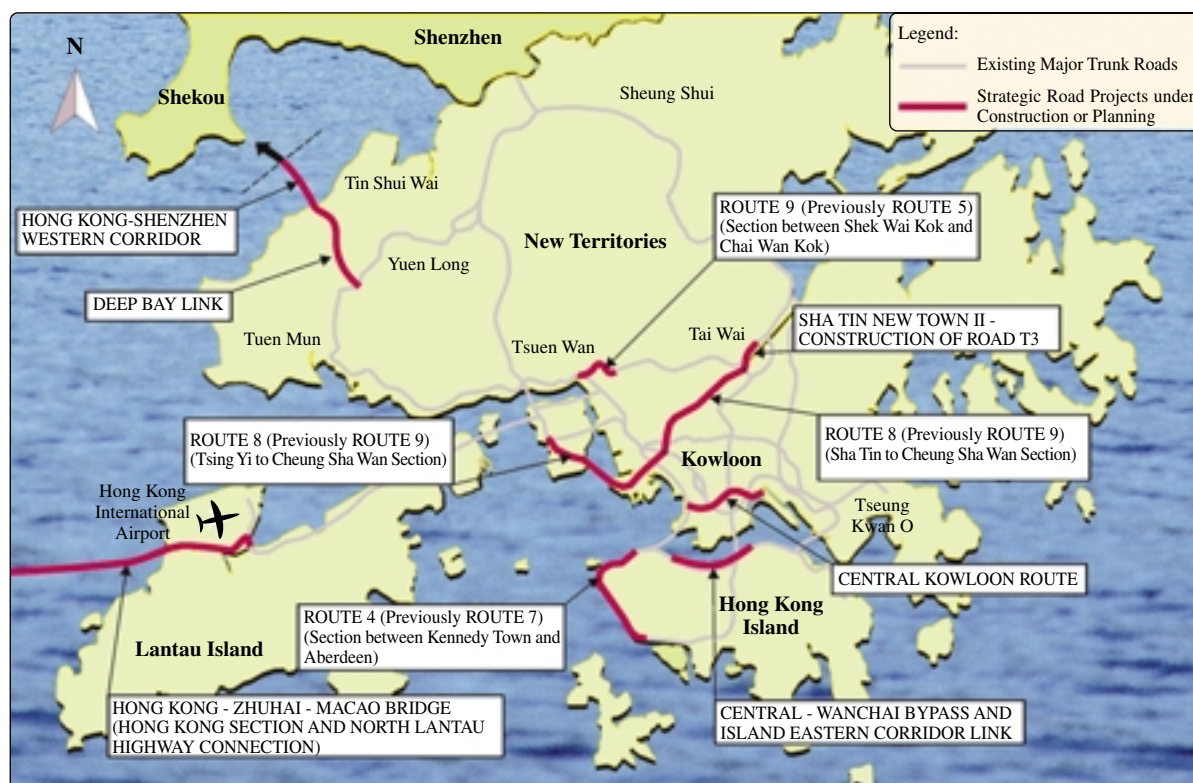 Shenzhen
N
Shekou
Sheung Shui
Legend:
Existing Major Trunk Roads
Strategic Road Projects under
Construction or Planning
Tin Shui Wai
HONG KONG-SHENZHEN
WESTERN CORRIDOR
ROUTE 9 (Previously ROUTE 5)
(Section between Shek Wai Kok and
Chai Wan Kok)
New Territories
Yuen Long
DEEP BAY LINK
Tuen Mun
Tsuen Wan
Tai Wai
SHA TIN NEW TOWN II -
CONSTRUCTION OF ROAD T3
ROUTE 8 (Previously ROUTE 9)
(Tsing Yi to Cheung Sha Wan Section)
ROUTE 8 (Previously ROUTE 9)
(Sha Tin to Cheung Sha Wan Section)
Kowloon
Hong Kong
International
Airport
Tseung
Kwan O
CENTRAL KOWLOON ROUTE
ROUTE 4 (Previously ROUTE 7)
(Section between Kennedy Town and
Aberdeen)
Hong Kong
Island
Lantau Island
HONG KONG - ZHUHAI - MACAO BRIDGE
(HONG KONG SECTION AND NORTH LANTAU
HIGHWAY CONNECTION)
CENTRAL - WANCHAI BYPASS AND
ISLAND EASTERN CORRIDOR LINK